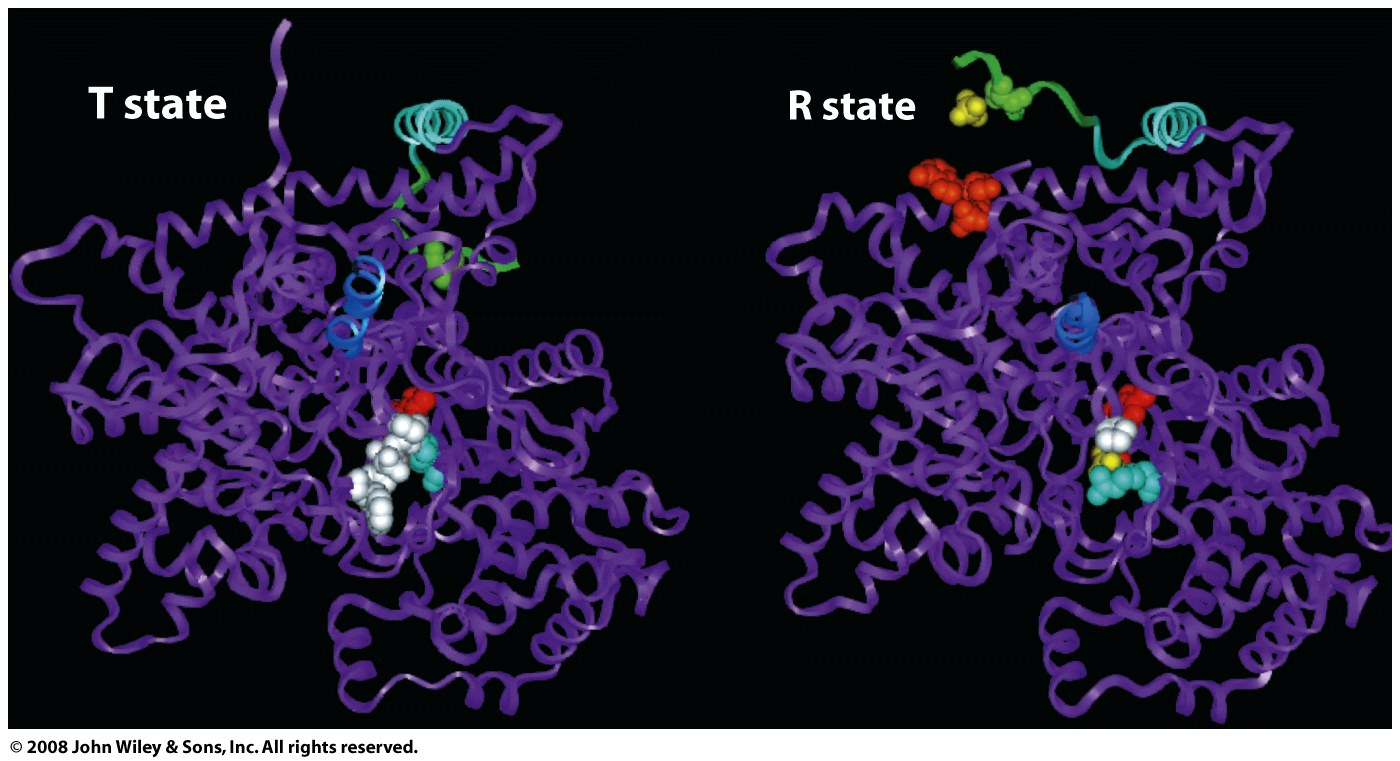 T state
R state
© 2008 John Wiley & Sons, Inc. All rights reserved.